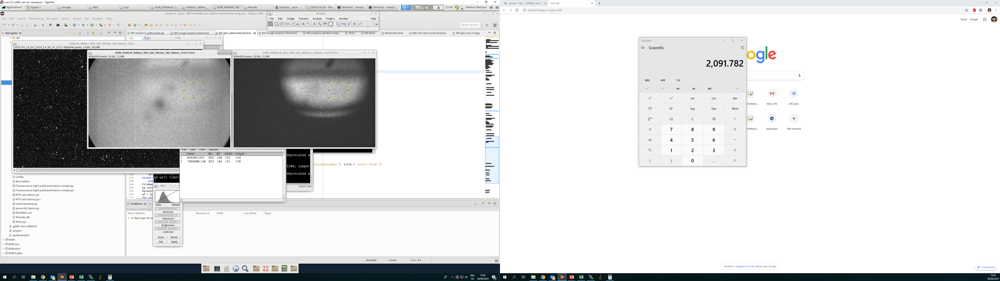 cwe-513-vol861.cern.ch:1 (smazzoni) - TigerVNC
Applications
Figure 1
ImageJ
B&C
Log
SUM_6500GeV_1...
450GeV_400ms_...
SUM_450GeV_40...
Results
projects - Java - ...
[2018.10.18 - File...
Terminal - smazz...
Terminal - smazz...
15:36
Stefano Mazzoni
projects - Java - BIF/tools/BIF.get.subtracted.photon.map.py - Eclipse SDK -
File Edit Source Refactoring Navigate Search Project Run Window Help
ImageJ
File Edit Image Process Analyze Plugins Window Help
Dev
Quick Access
Navigator
.git
BIF.analysis.subtracted.ph
BIF.image.analysis.threshol
BIF.get.subtracted.photon.
BIF.image.analysis.threshol
BIF.analysis.photon.maps
Tools
BIF.tests
BIF.border.test
BIF.LHC.test.count.thresho
BIF.get.sum.image
105 if
Log
450GeV_400ms_999_160_585nm_360_40mm_7319
1/500 (Fri_19_Oct_2018_14_09_14_237); 968x608 pixels; 16-bit; 561MB
SUM_450GeV_400ms_999_160_585nm_360_40mm_7319 (75%)
968x608 pixels; 32-bit; 2.2MB
SUM_6500GeV_1ms_999_160_585nm_0_40mm_7314 (75%)
968x608 pixels; 32-bit; 2.2MB
File Edit Font Results
Mean BX BY Width Height
1 849395.053 653 166 131 106
2 7696689.148 653 166 131 106
deprecated a
128m; suppor
deprecated a
ra/SumPhotonMap/'), title = 'Select folder')
zoom rect
146 np.
147 except:
148 pas
149 FileNam
150 np.save
151 DataSet
152 wf = op
153 for ite
nd will likel
config
description
Fluorescence.light.yield.estimation.simple.py
Fluorescence.light.yield.estimation.simple.py~
MTF.calculation.py
MTF.calculation.py~
mytimestamp.py
quiver3d_demo.py
README.md
Thumbs.db
Tools.py
.gedit-save-JP6OAZ
.project
.pydevproject
BSRA
BSRLGui
BSRLMon
BSRTLights
B&C
9568 304036
Minimum
Maximum
Brightness
Contrast
Auto Reset
Set Apply
Problems
0 errors, 8 warnings,
Description Resource Path Location Type
Warnings (8 ite
Writable Insert 115 : 43
ENG
US
15:36
30/09/2019
camera - Files - CERNBox: the C
New Tab
Search Google or type a URL
Gmail Images
ogle
Calculator
Scientific
2,091.782
DEG HYP F-E
MC MR M+ M- MS M˅
x² xʸ sin cos tan
ʸ√x 10ˣ log Exp Mod
2ⁿᵈ CE C ÷
π 7 8 9 ×
n! 4 5 6 −
⁺/₋ 1 2 3 +
( ) 0 . =
Authenti...
Inbox (14)
LHC.tests
Authenti...
Eppendorf
Add shortcut
Versailles : imaginez la vie de château avec Google
Customize
15:36
30/09/2019